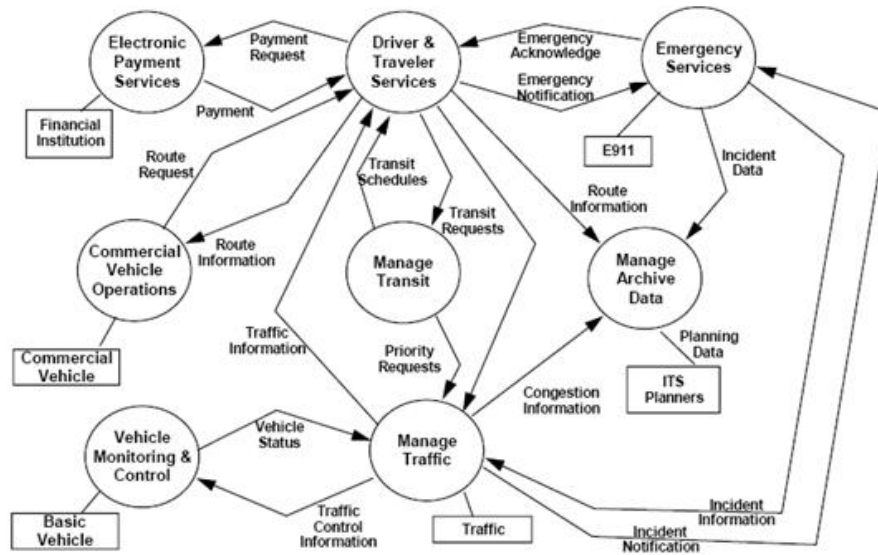 Electronic
Payment
Services
Payment
Request
Driver &
Traveler
Services
Emergency
Acknowledge
Emergency
Services
Emergency
Notification
Payment
Financial
Institution
E911
Incident
Data
Route
Request
Transit
Schedules
Transit
Requests
Route
Information
Commercial
Vehicle
Operations
Route
Information
Manage
Transit
Manage
Archive
Data
Commercial
Vehicle
Traffic
Information
Priority
Requests
Planning
Data
ITS
Planners
Congestion
Information
Vehicle
Monitoring &
Control
Vehicle
Status
Manage
Traffic
Basic
Vehicle
Traffic
Control
Information
Traffic
Incident
Information
Incident
Notification